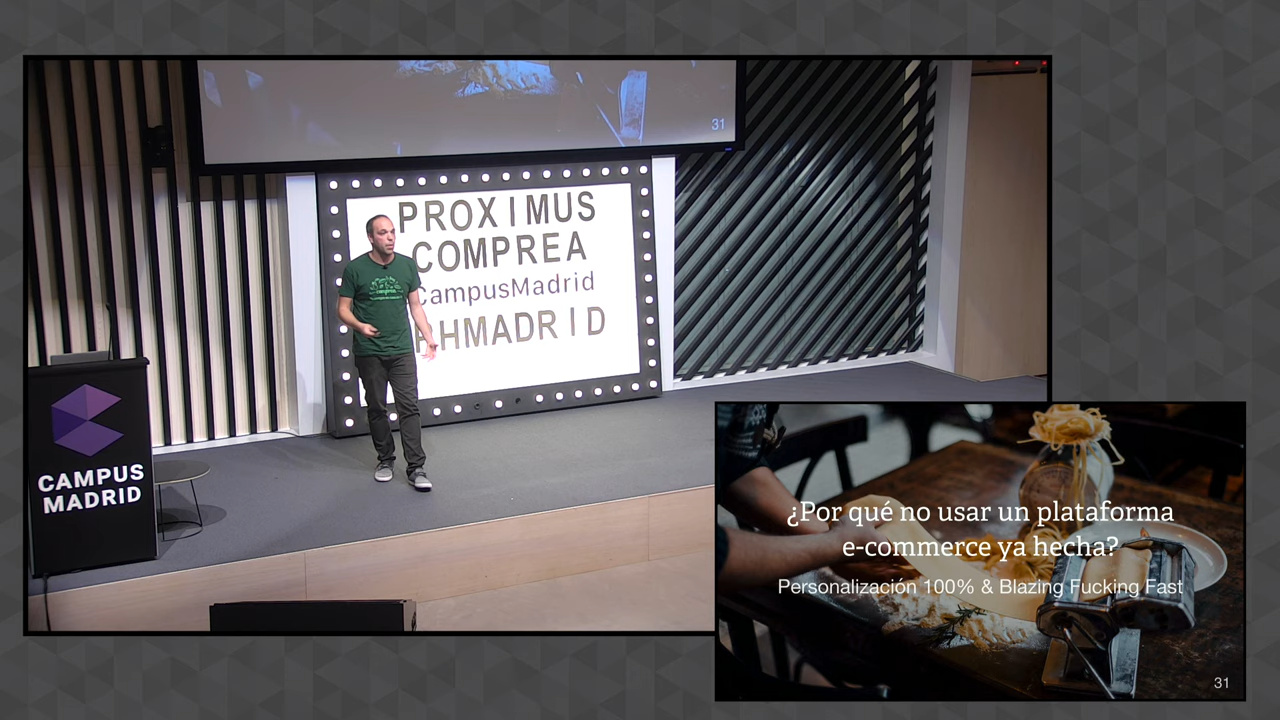 31
PROXIMUS
COMPREA
CampusMadrid
HMADRID
CAMPUS
MADRID
¿Por qué no usar un plataforma
e-commerce ya hecha?
Personalización 100% & Blazing Fucking Fast
31